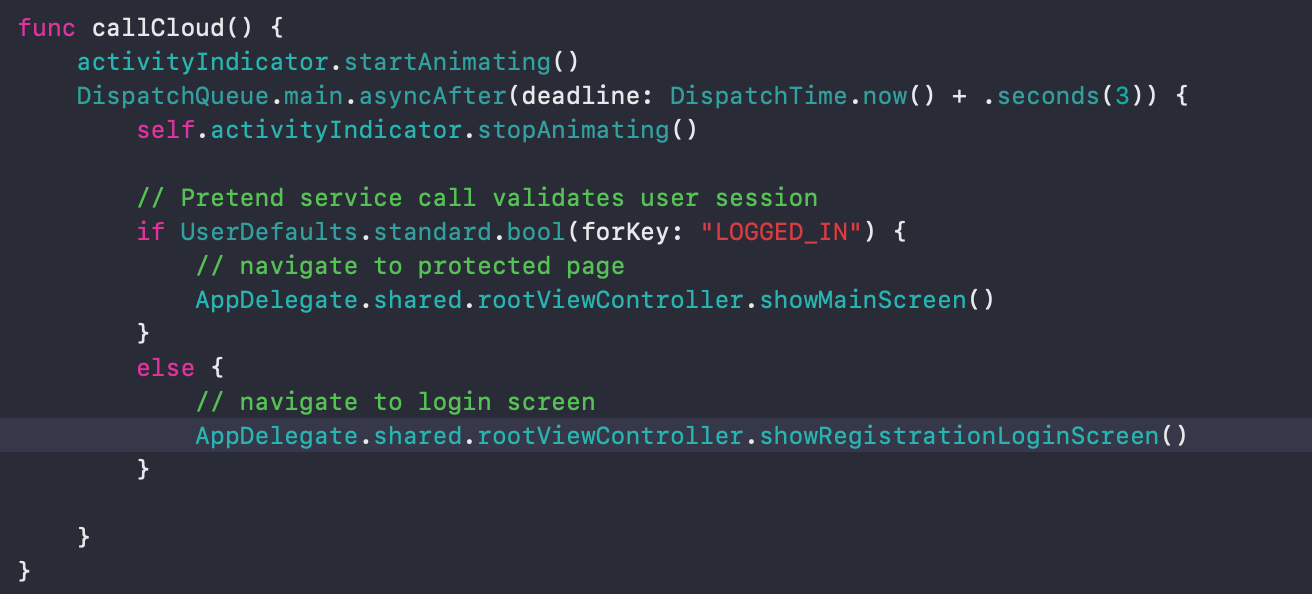 func callCloud() {
    activityIndicator.startAnimating()
    DispatchQueue.main.asyncAfter(deadline: DispatchTime.now() + .seconds(3)) {
        self.activityIndicator.stopAnimating()

        // Pretend service call validates user session
        if UserDefaults.standard.bool(forKey: "LOGGED_IN") {
            // navigate to protected page
            AppDelegate.shared.rootViewController.showMainScreen()
        }
        else {
            // navigate to login screen
            AppDelegate.shared.rootViewController.showRegistrationLoginScreen()
        }

    }
}